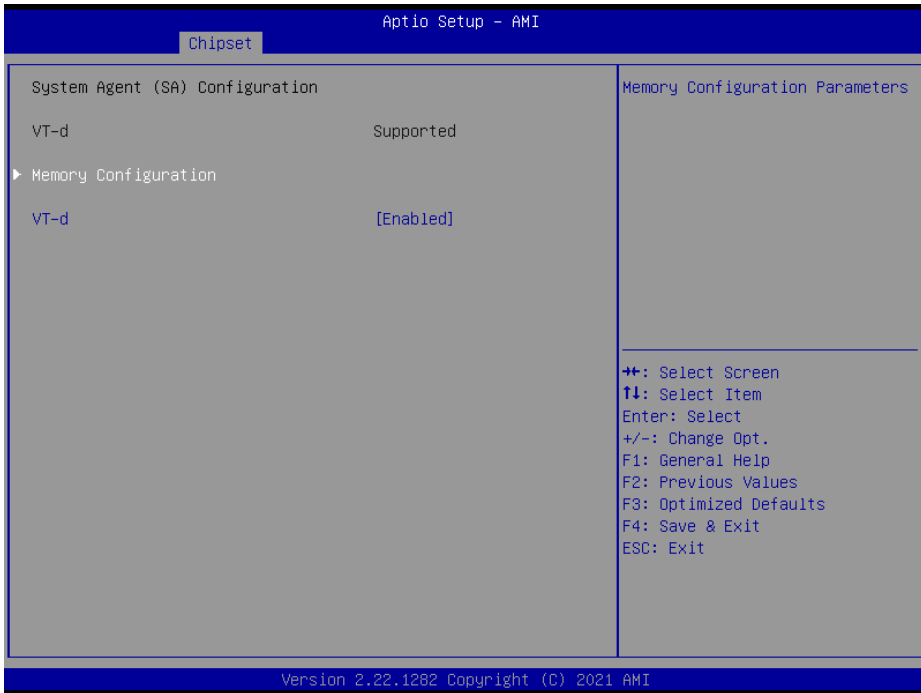 Aptio Setup – AMI
Chipset
System Agent (SA) Configuration
VT-d Supported
Memory Configuration
VT-d [Enabled]
Memory Configuration Parameters
→←: Select Screen
↑↓: Select Item
Enter: Select
+/-: Change Opt.
F1: General Help
F2: Previous Values
F3: Optimized Defaults
F4: Save & Exit
ESC: Exit
Version 2.22.1282 Copyright (C) 2021 AMI